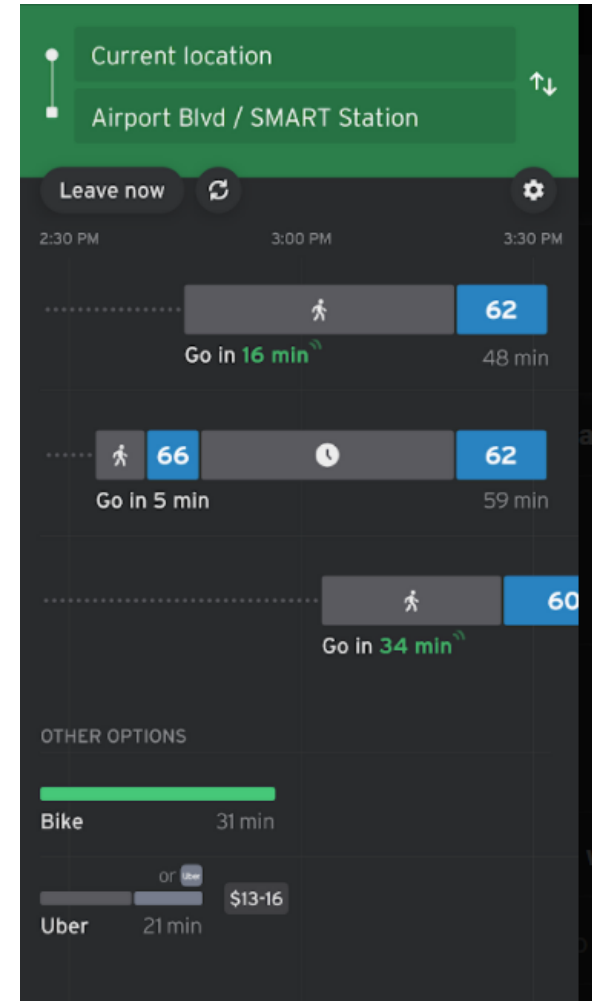 Current location
Airport Blvd / SMART Station
Leave now
2:30 PM 3:00 PM 3:30 PM
62
Go in 16 min 48 min
66 62
Go in 5 min 59 min
60
Go in 34 min
OTHER OPTIONS
Bike 31 min
or Uber
$13-16
Uber 21 min